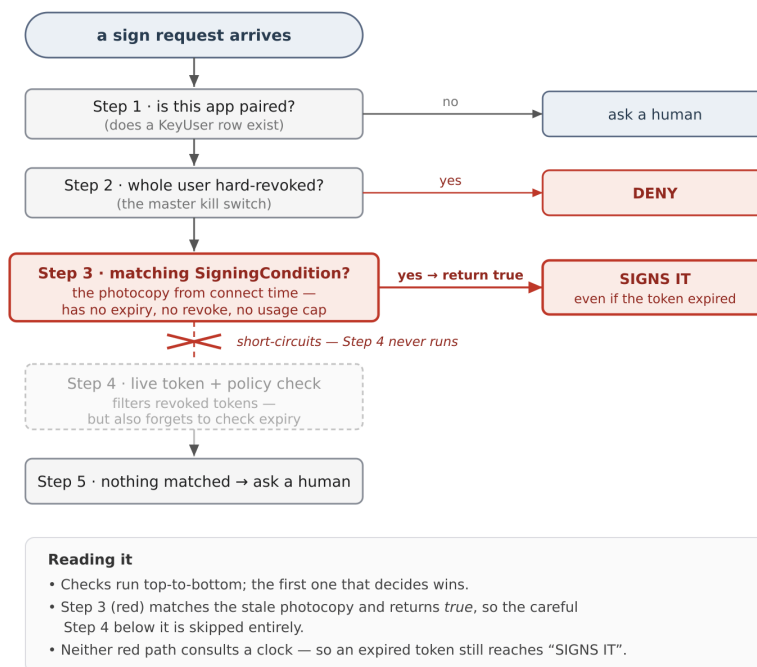 a sign request arrives
Step 1 · is this app paired?
(does a KeyUser row exist)
no
ask a human
Step 2 · whole user hard-revoked?
(the master kill switch)
yes
DENY
Step 3 · matching SigningCondition?
the photocopy from connect time —
has no expiry, no revoke, no usage cap
yes → return true
SIGNS IT
even if the token expired
short-circuits — Step 4 never runs
Step 4 · live token + policy check
filters revoked tokens —
but also forgets to check expiry
Step 5 · nothing matched → ask a human
Reading it
• Checks run top-to-bottom; the first one that decides wins.
• Step 3 (red) matches the stale photocopy and returns true, so the careful
Step 4 below it is skipped entirely.
• Neither red path consults a clock — so an expired token still reaches “SIGNS IT”.